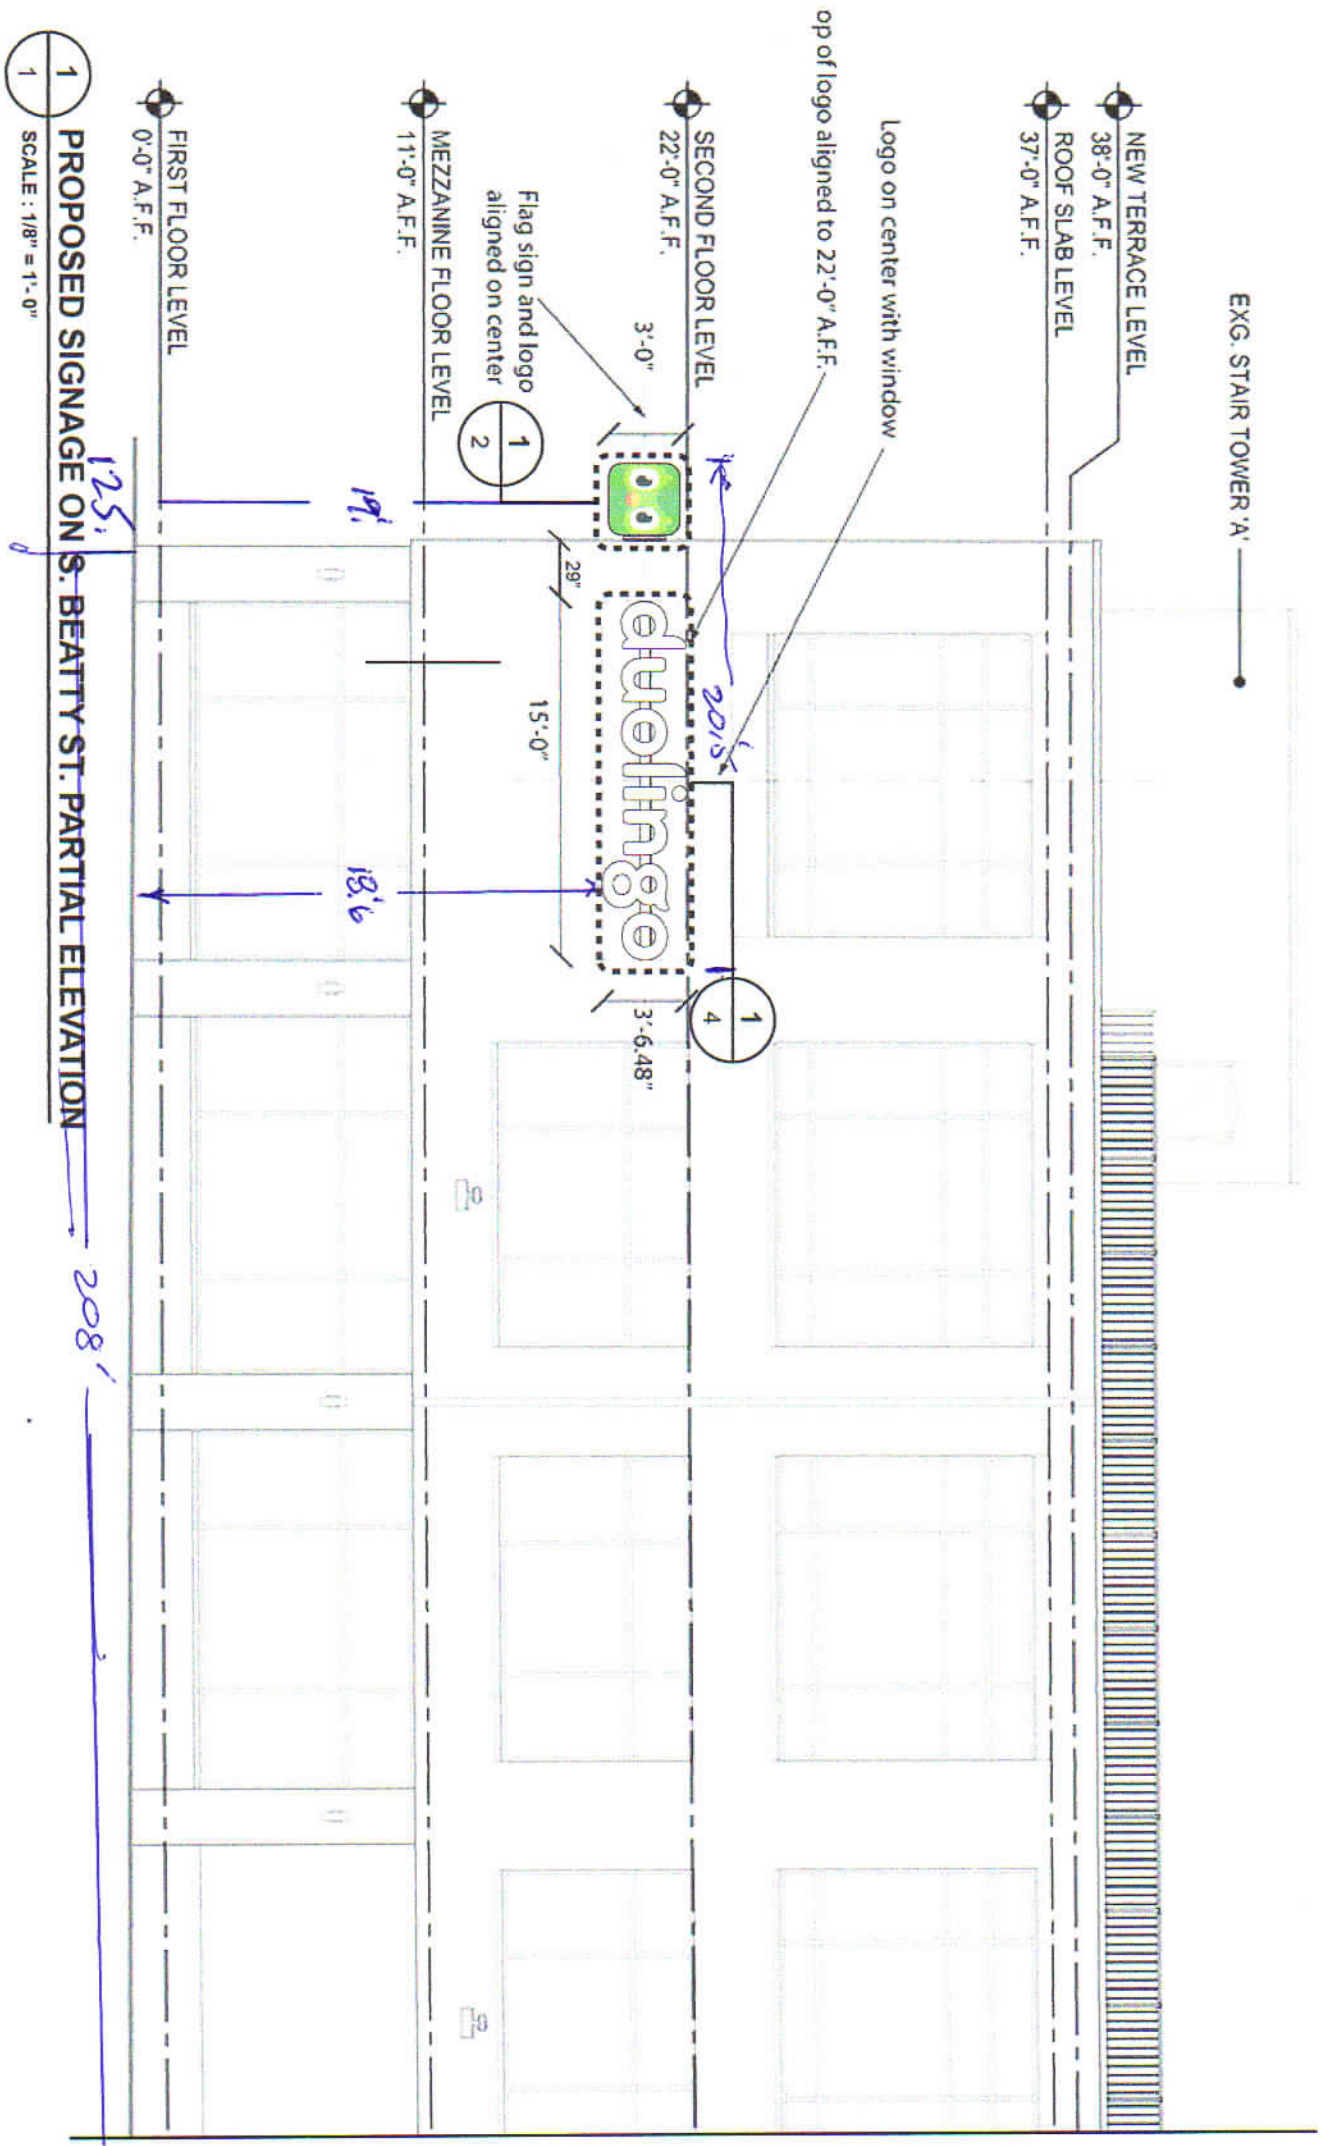 EXG. STAIR TOWER 'A'
NEW TERRACE LEVEL
38'-0" A.F.F.
ROOF SLAB LEVEL
37'-0" A.F.F.
Logo on center with window
op of logo aligned to 22'-0" A.F.F.
SECOND FLOOR LEVEL
22'-0" A.F.F.
20.5'
1
4
3'-0"
duolingo
3'-6.48"
29"
15'-0"
Flag sign and logo
aligned on center
1
2
MEZZANINE FLOOR LEVEL
11'-0" A.F.F.
19'
18'6
FIRST FLOOR LEVEL
0'-0" A.F.F.
125'
208'
1
1
PROPOSED SIGNAGE ON S. BEATTY ST. PARTIAL ELEVATION
SCALE : 1/8" = 1'- 0"